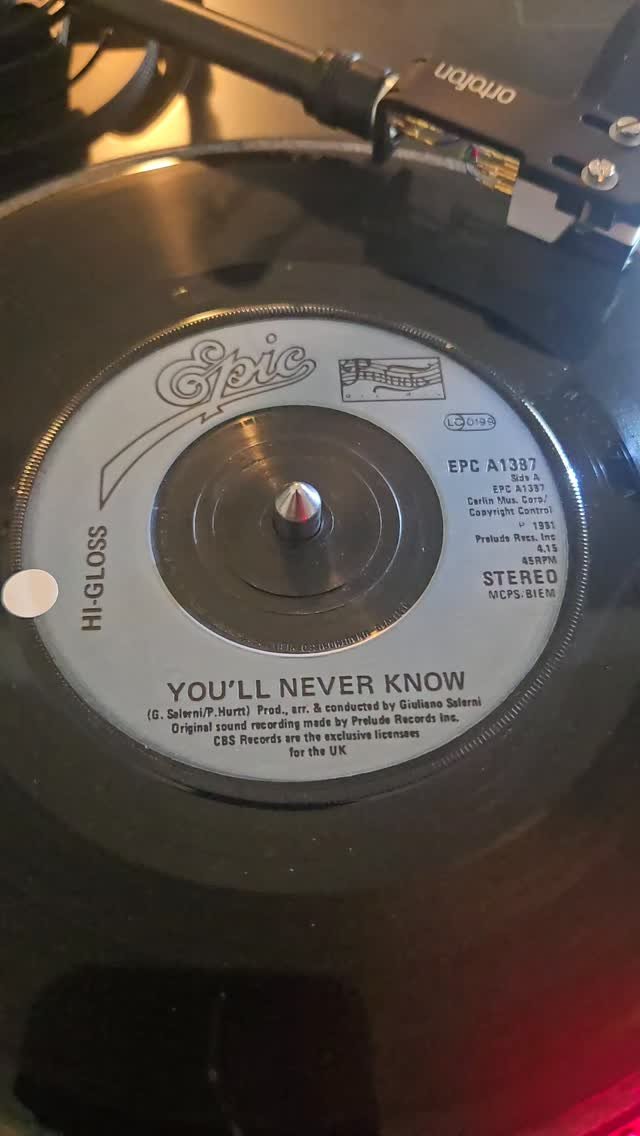 ortofon
Epic
Prelude
LC 0199
EPC A1387
Side A
EPC A1387
Carlin Mus. Corp/
Copyright Control
℗ 1981
Prelude Recs. Inc
4.15
45RPM
STEREO
MCPS/BIEM
HI-GLOSS
YOU'LL NEVER KNOW
(G. Salerni/P.Hurtt) Prod., arr. & conducted by Giuliano Salerni
Original sound recording made by Prelude Records Inc.
CBS Records are the exclusive licensees
for the UK